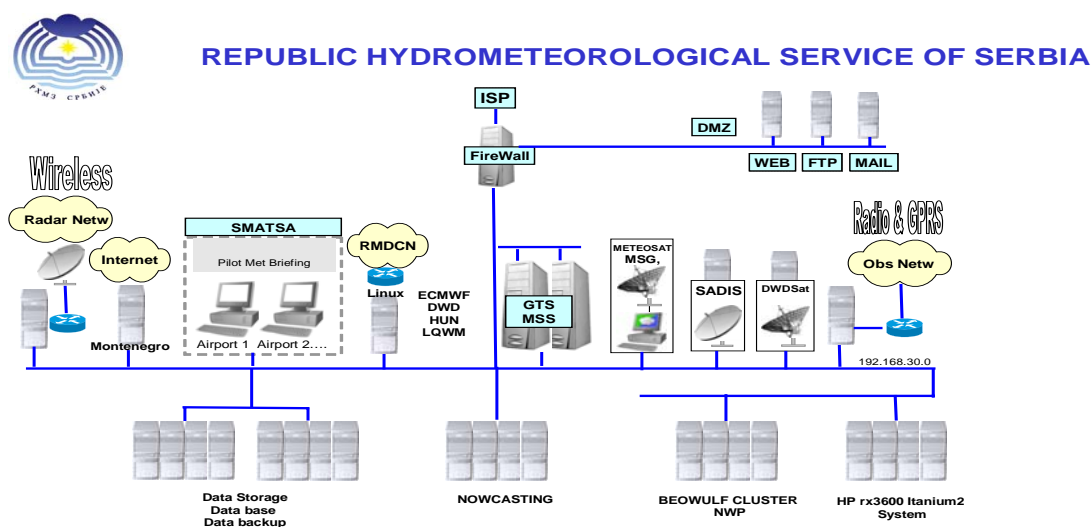 РХМЗ СРБИЈЕ
REPUBLIC HYDROMETEOROLOGICAL SERVICE OF SERBIA
ISP
FireWall
DMZ
WEB
FTP
MAIL
Wireless
Radar Netw
Internet
Montenegro
SMATSA
Pilot Met Briefing
Airport 1 Airport 2....
RMDCN
Linux
ECMWF
DWD
HUN
LQWM
GTS
MSS
METEOSAT
MSG,
SADIS
DWDSat
Radio & GPRS
Obs Netw
192.168.30.0
Data Storage
Data base
Data backup
NOWCASTING
BEOWULF CLUSTER
NWP
HP rx3600 Itanium2
System